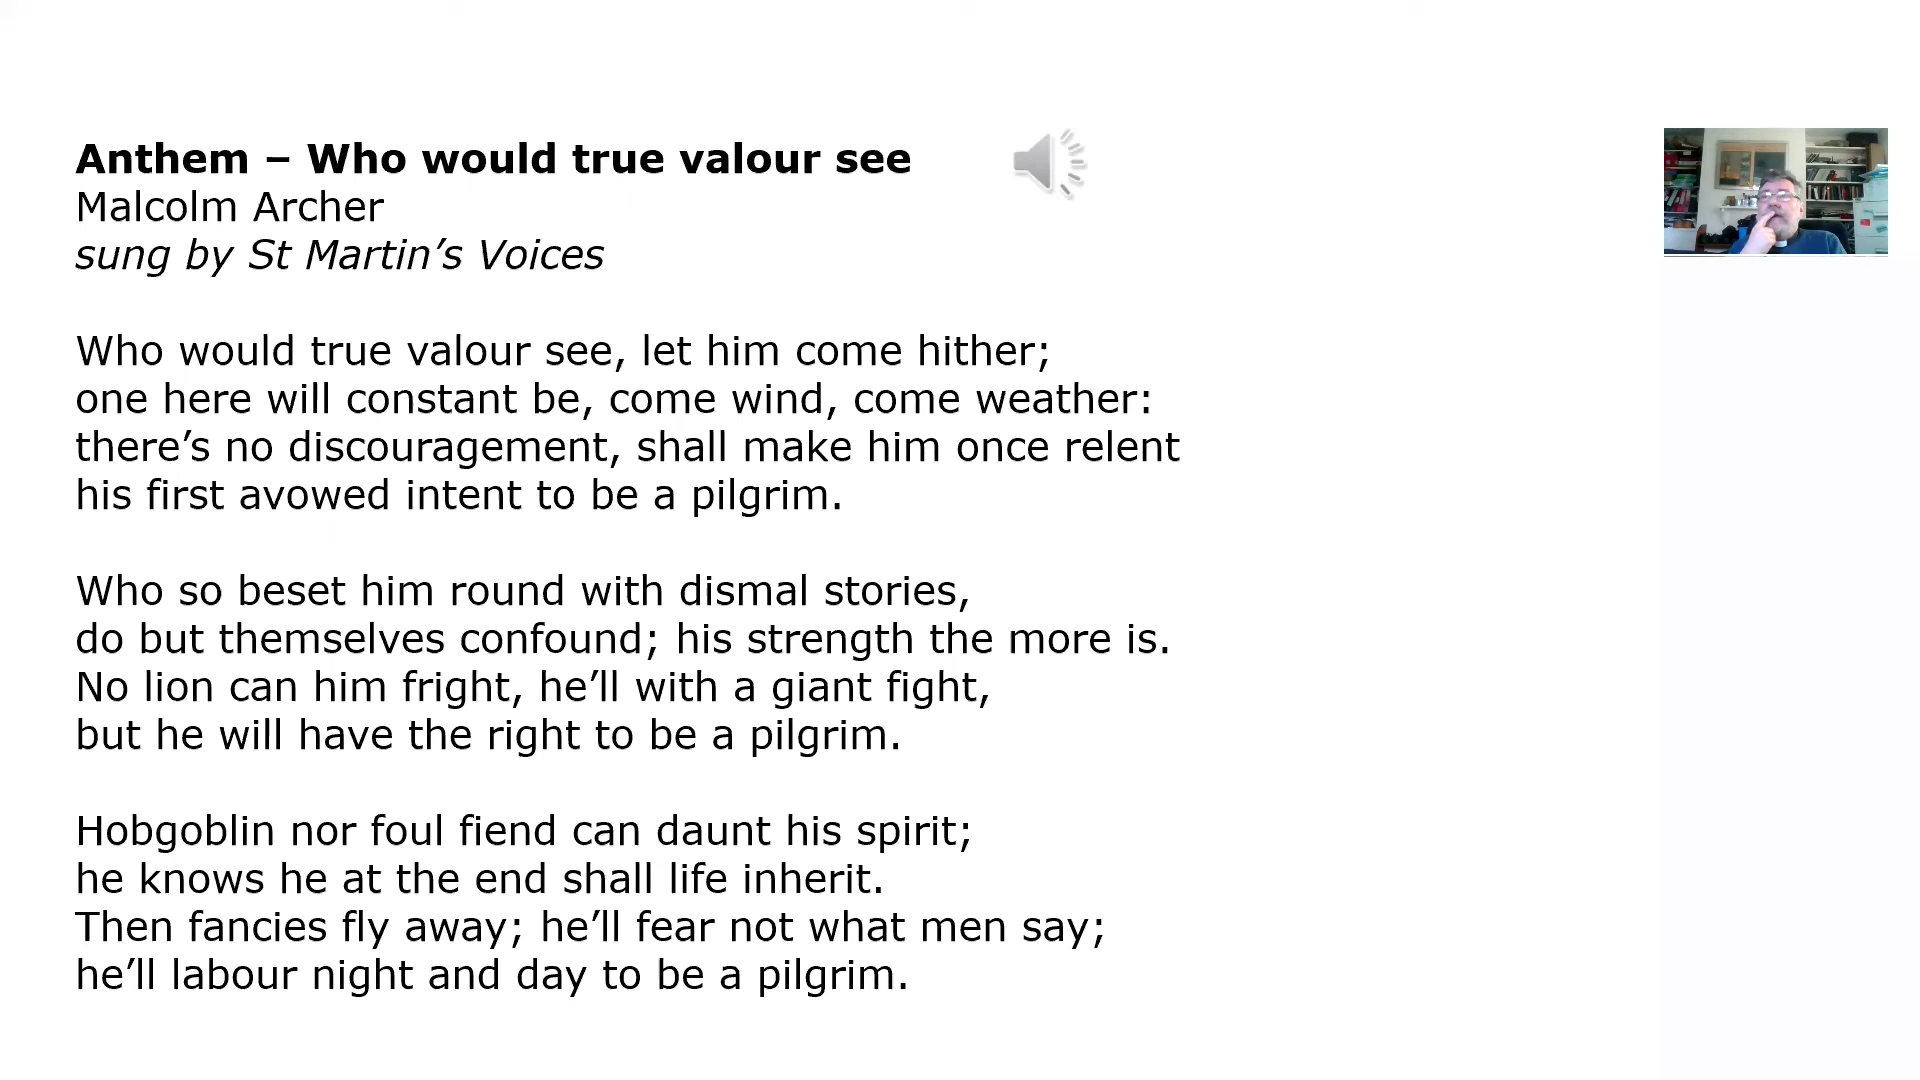 Anthem – Who would true valour see
Malcolm Archer
sung by St Martin’s Voices
Who would true valour see, let him come hither;
one here will constant be, come wind, come weather:
there’s no discouragement, shall make him once relent
his first avowed intent to be a pilgrim.
Who so beset him round with dismal stories,
do but themselves confound; his strength the more is.
No lion can him fright, he’ll with a giant fight,
but he will have the right to be a pilgrim.
Hobgoblin nor foul fiend can daunt his spirit;
he knows he at the end shall life inherit.
Then fancies fly away; he’ll fear not what men say;
he’ll labour night and day to be a pilgrim.